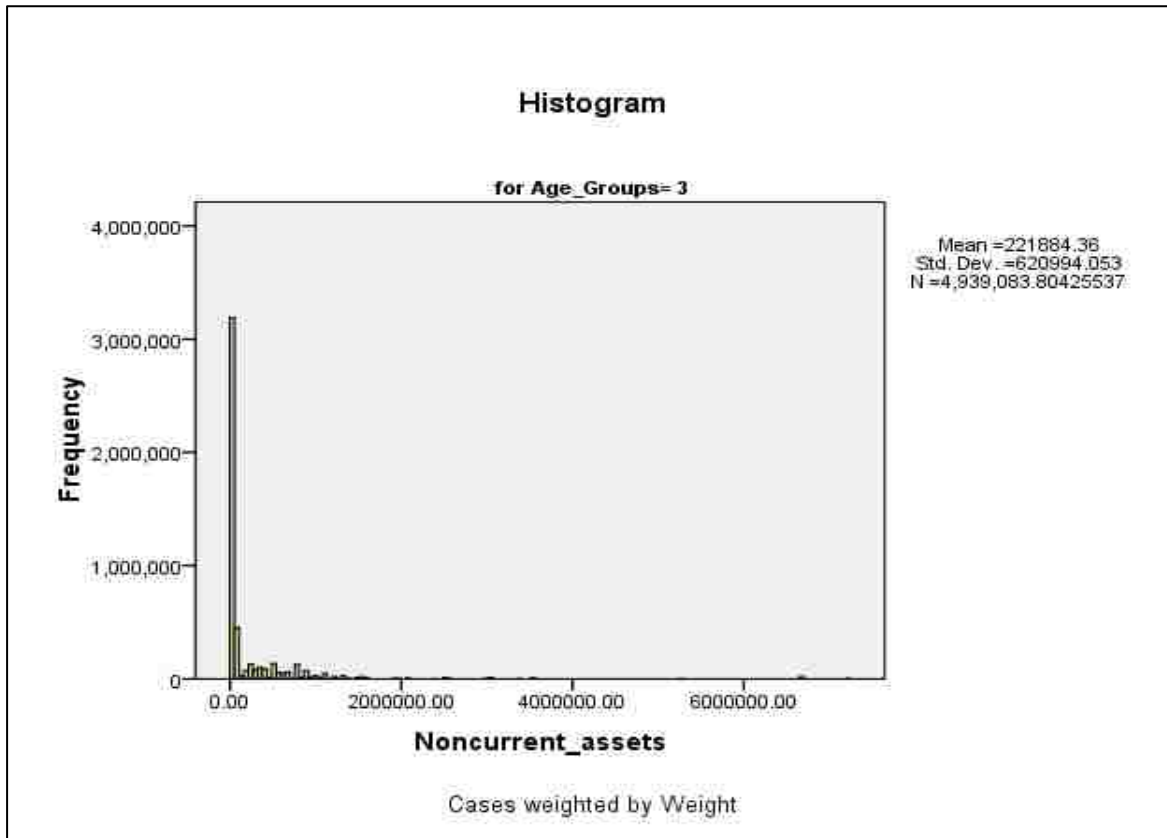 Histogram
for Age_Groups= 3
4,000,000
3,000,000
2,000,000
1,000,000
0
Frequency
0.00 2000000.00 4000000.00 6000000.00
Noncurrent_assets
Cases weighted by Weight
Mean =221884.36
Std. Dev. =620994.053
N =4,939,083.80425537